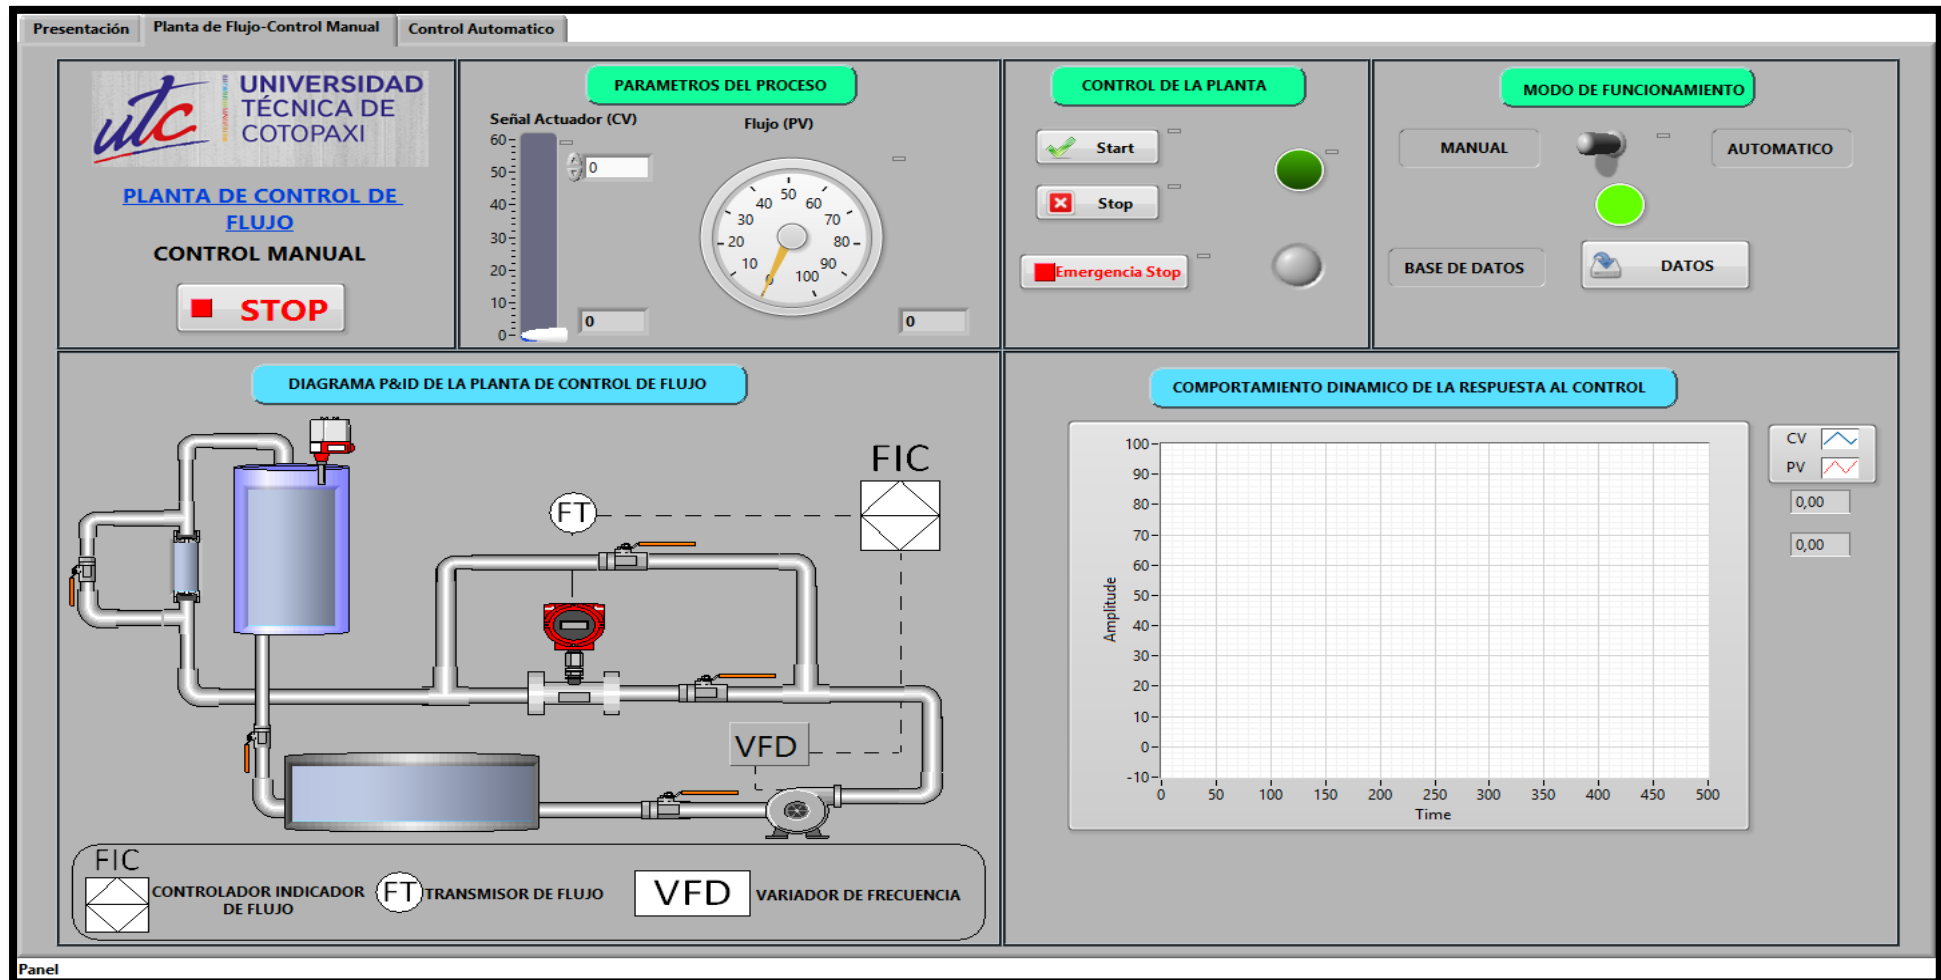 Presentación
Planta de Flujo-Control Manual
Control Automatico
utc
UNIVERSIDAD
TÉCNICA DE
COTOPAXI
PLANTA DE CONTROL DE
FLUJO
CONTROL MANUAL
STOP
PARAMETROS DEL PROCESO
Señal Actuador (CV)
60
50
40
30
20
10
0
0
0
Flujo (PV)
0
10
20
30
40
50
60
70
80
90
100
0
CONTROL DE LA PLANTA
Start
Stop
Emergencia Stop
MODO DE FUNCIONAMIENTO
MANUAL
AUTOMATICO
BASE DE DATOS
DATOS
DIAGRAMA P&ID DE LA PLANTA DE CONTROL DE FLUJO
FIC
FT
VFD
FIC
CONTROLADOR INDICADOR
DE FLUJO
FT
TRANSMISOR DE FLUJO
VFD
VARIADOR DE FRECUENCIA
COMPORTAMIENTO DINAMICO DE LA RESPUESTA AL CONTROL
100
90
80
70
60
50
40
30
20
10
0
-10
Amplitude
0 50 100 150 200 250 300 350 400 450 500
Time
CV
PV
0,00
0,00
Panel